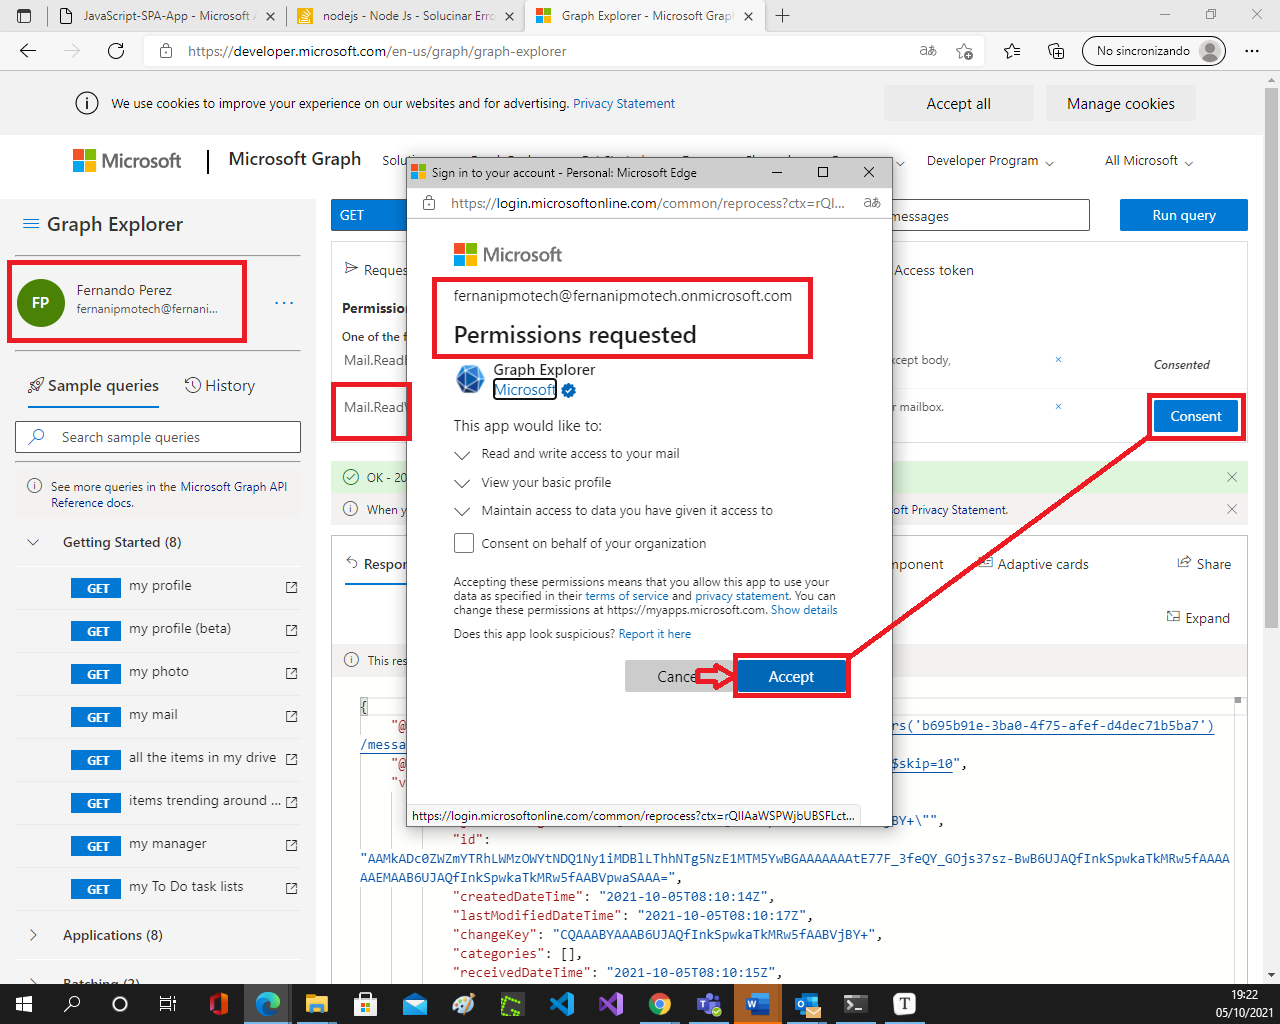 JavaScript-SPA-App - Microsoft A
nodejs - Node Js - Solucinar Erro
Graph Explorer - Microsoft Graph
https://developer.microsoft.com/en-us/graph/graph-explorer
No sincronizando
We use cookies to improve your experience on our websites and for advertising. Privacy Statement
Accept all
Manage cookies
Microsoft
Microsoft Graph
Developer Program
All Microsoft
Graph Explorer
GET
messages
Run query
Fernando Perez
fernanipmotech@fernani...
FP
Access token
One of the f
Mail.Read
xcept body,
Consented
Mail.ReadW
r mailbox.
Consent
Sample queries
History
Search sample queries
See more queries in the Microsoft Graph API
Reference docs.
Getting Started (8)
GET my profile
GET my profile (beta)
GET my photo
GET my mail
GET all the items in my drive
GET items trending around ...
GET my manager
GET my To Do task lists
Applications (8)
Batching (2)
OK - 20
When y
oft Privacy Statement.
Respon
mponent
Adaptive cards
Share
Expand
This res
Sign in to your account - Personal: Microsoft Edge
https://login.microsoftonline.com/common/reprocess?ctx=rQI...
Microsoft
fernanipmotech@fernanipmotech.onmicrosoft.com
Permissions requested
Graph Explorer
Microsoft
This app would like to:
Read and write access to your mail
View your basic profile
Maintain access to data you have given it access to
Consent on behalf of your organization
Accepting these permissions means that you allow this app to use your
data as specified in their terms of service and privacy statement. You can
change these permissions at https://myapps.microsoft.com. Show details
Does this app look suspicious? Report it here
Cancel
Accept
https://login.microsoftonline.com/common/reprocess?ctx=rQIIAaWSPWjbUBSFLct...
{
"@
rs('b695b91e-3ba0-4f75-afef-d4dec71b5ba7')
/messa
"@
$skip=10",
"v
jBY+\"",
"id":
"AAMkADc0ZWZmYTRhLWMzOWYtNDQ1Ny1iMDBlLThhNTg5NzE1MTM5YwBGAAAAAAAtE77F_3feQY_GOjs37sz-BwB6UJAQfInkSpwkaTkMRw5fAAAA
AAEMAAB6UJAQfInkSpwkaTkMRw5fAABVpwaSAAA=",
"createdDateTime": "2021-10-05T08:10:14Z",
"lastModifiedDateTime": "2021-10-05T08:10:17Z",
"changeKey": "CQAAABYAAAB6UJAQfInkSpwkaTkMRw5fAABVjBY+",
"categories": [],
"receivedDateTime": "2021-10-05T08:10:15Z",
19:22
05/10/2021